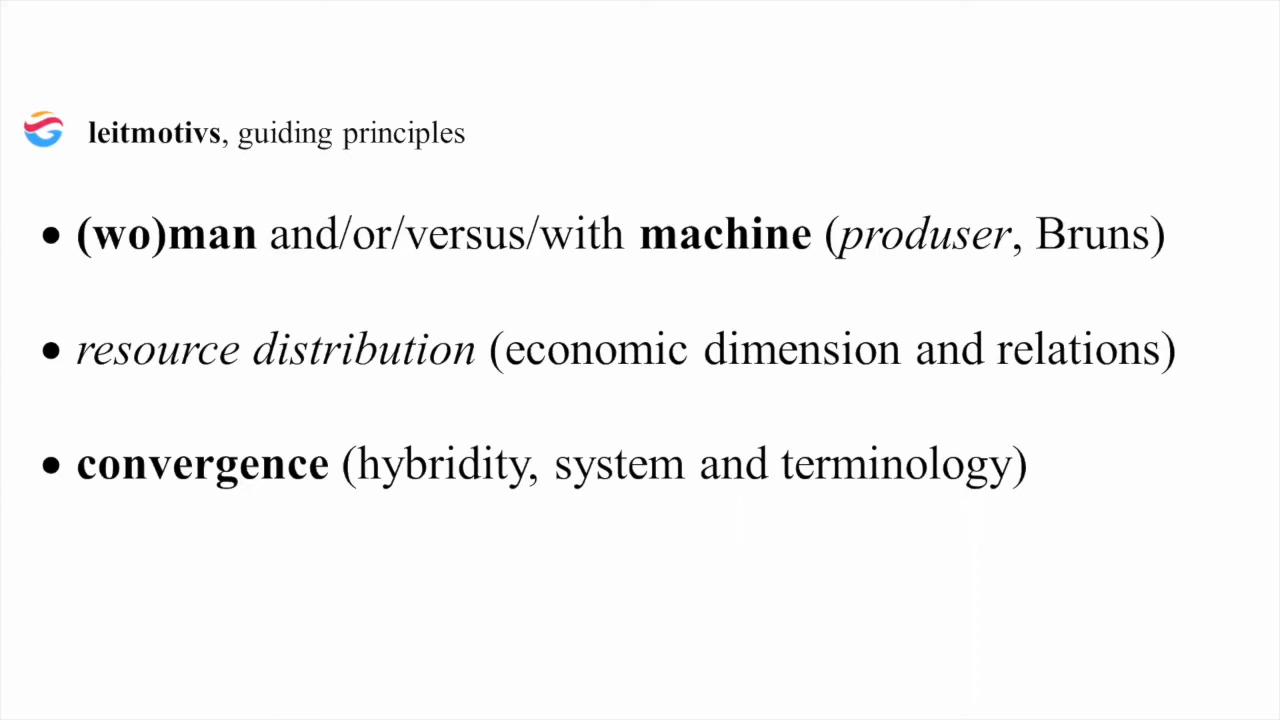 leitmotivs, guiding principles
• (wo)man and/or/versus/with machine (produser, Bruns)
• resource distribution (economic dimension and relations)
• convergence (hybridity, system and terminology)